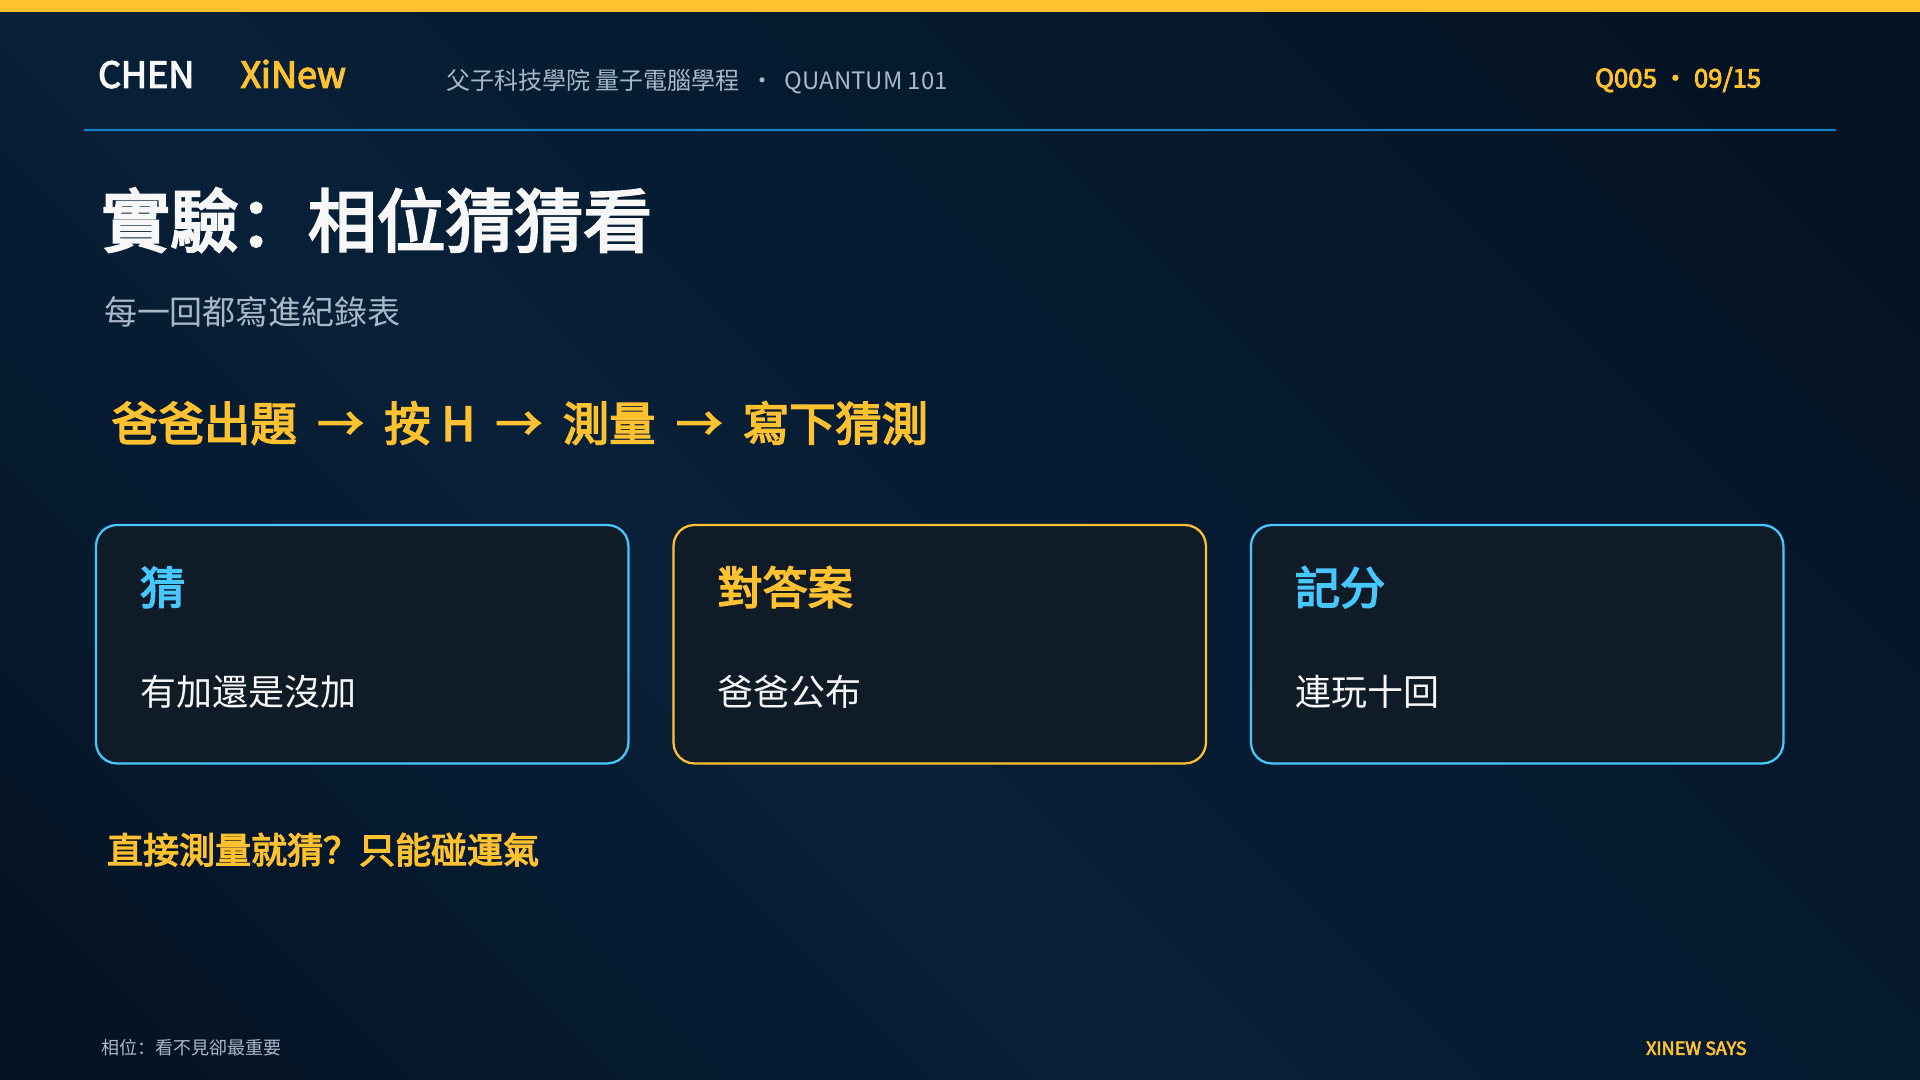 CHEN XiNew 父子科技學院 量子電腦學程 · QUANTUM 101 Q005 · 09/15
實驗：相位猜猜看
每一回都寫進紀錄表
爸爸出題 → 按 H → 測量 → 寫下猜測
猜
有加還是沒加
對答案
爸爸公布
記分
連玩十回
直接測量就猜？只能碰運氣
相位：看不見卻最重要
XINEW SAYS